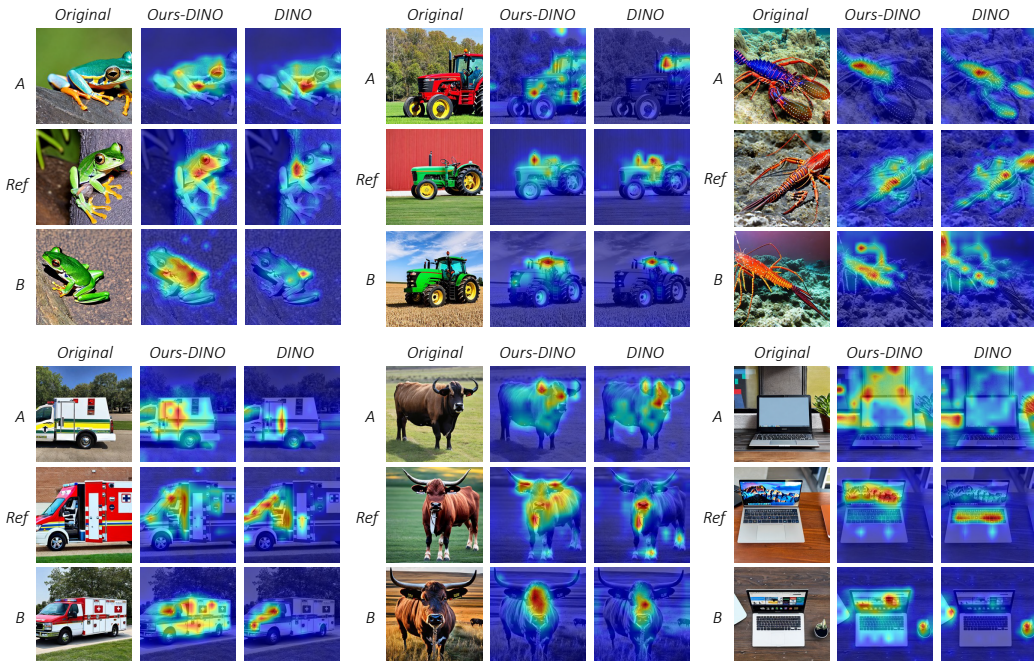 Original Ours-DINO DINO Original Ours-DINO DINO Original Ours-DINO DINO
A A A
Ref Ref Ref
B B B
Original Ours-DINO DINO Original Ours-DINO DINO Original Ours-DINO DINO
A A A
Ref Ref Ref
B B B